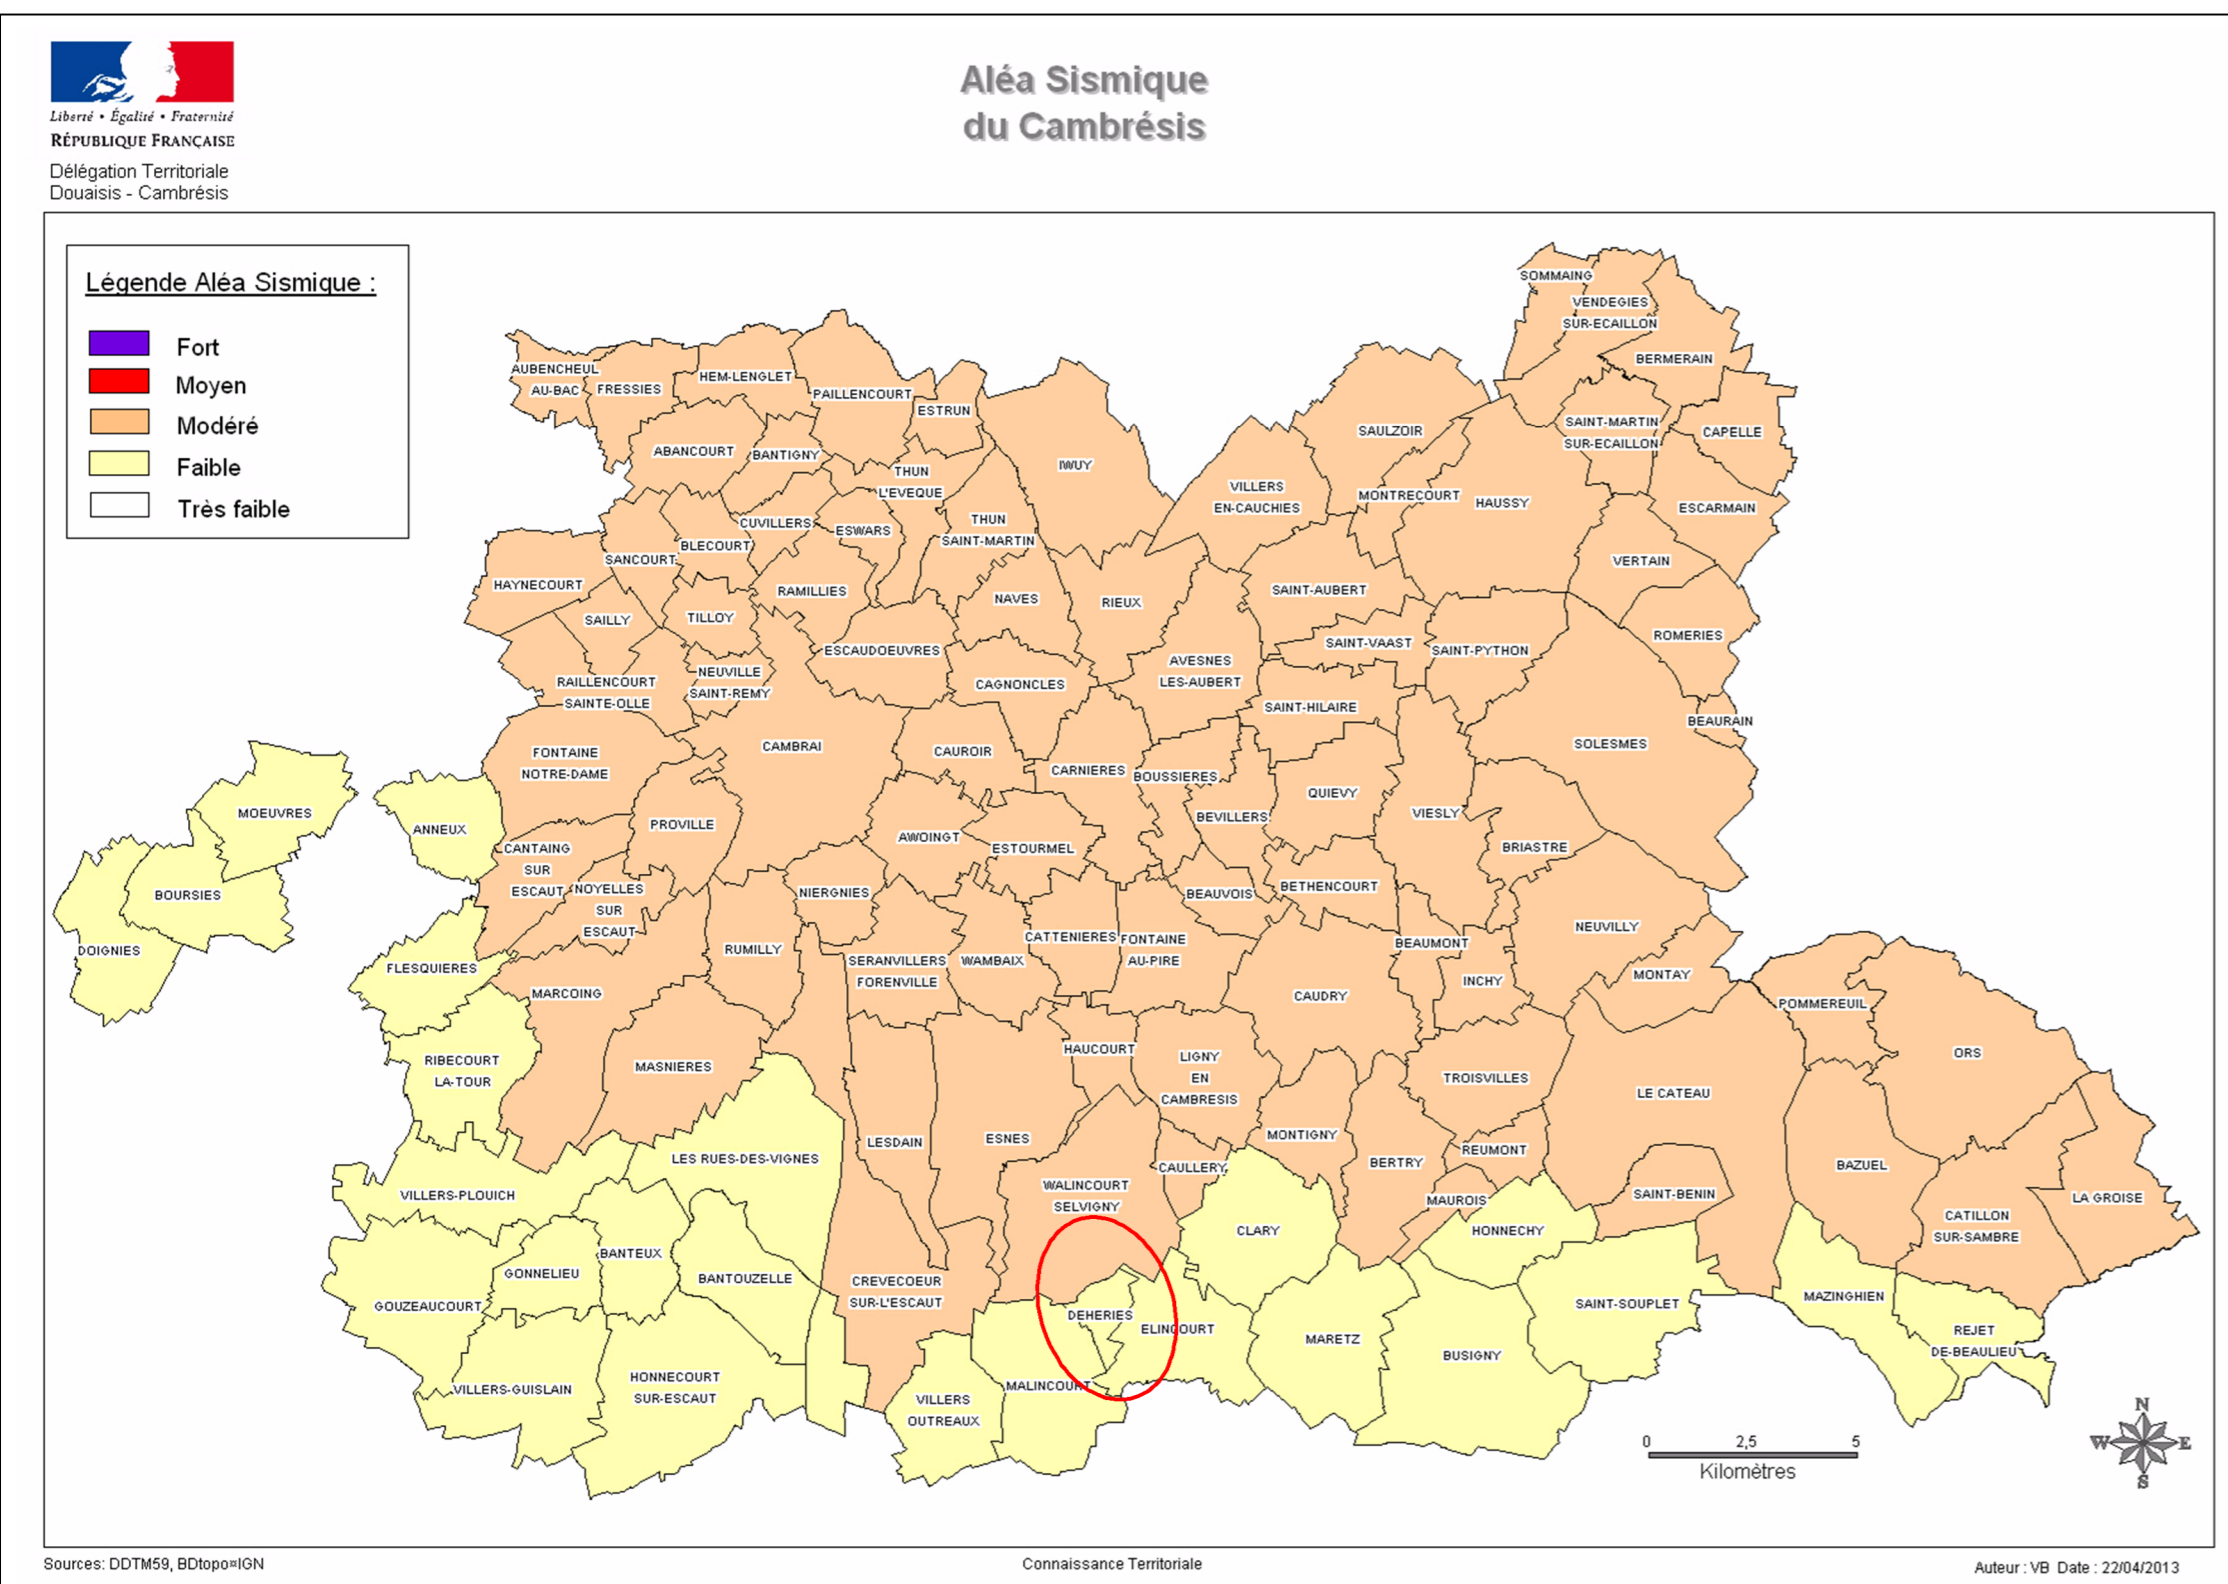 Liberté • Égalité • Fraternité
RÉPUBLIQUE FRANÇAISE
Délégation Territoriale
Douaisis - Cambrésis
Aléa Sismique
du Cambrésis
Légende Aléa Sismique :
Fort
Moyen
Modéré
Faible
Très faible
SOMMAING
VENDEGIES
SUR-ECAILLON
BERMERAIN
AUBENCHEUL
AU-BAC
FRESSIES
HEM-LENGLET
PAILLENCOURT
ESTRUN
SAINT-MARTIN
SUR-ECAILLON
CAPELLE
SAULZOIR
ABANCOURT
BANTIGNY
IWUY
THUN
L'EVEQUE
VILLERS
EN-CAUCHIES
MONTRECOURT
HAUSSY
ESCARMAIN
CUVILLERS
ESWARS
THUN
SAINT-MARTIN
BLECOURT
SANCOURT
VERTAIN
HAYNECOURT
RAMILLIES
NAVES
RIEUX
SAINT-AUBERT
SAILLY
TILLOY
ROMERIES
ESCAUDOEUVRES
SAINT-VAAST
SAINT-PYTHON
AVESNES
LES-AUBERT
NEUVILLE
SAINT-REMY
RAILLENCOURT
SAINTE-OLLE
CAGNONCLES
SAINT-HILAIRE
BEAURAIN
FONTAINE
NOTRE-DAME
CAMBRAI
CAUROIR
CARNIERES
BOUSSIERES
SOLESMES
QUIEVY
MOEUVRES
ANNEUX
PROVILLE
BEVILLERS
VIESLY
AWOINGT
ESTOURMEL
BRIASTRE
CANTAING
SUR
ESCAUT
NOYELLES
SUR
ESCAUT
BOURSIES
NIERGNIES
BEAUVOIS
BETHENCOURT
NEUVILLY
DOIGNIES
FLESQUIERES
RUMILLY
SERANVILLERS
FORENVILLE
WAMBAIX
CATTENIERES
FONTAINE
AU-PIRE
BEAUMONT
INCHY
MONTAY
MARCOING
CAUDRY
POMMEREUIL
RIBECOURT
LA-TOUR
MASNIERES
HAUCOURT
LIGNY
EN
CAMBRESIS
TROISVILLES
LE CATEAU
ORS
LES RUES-DES-VIGNES
LESDAIN
ESNES
MONTIGNY
REUMONT
BERTRY
CAULLERY
BAZUEL
VILLERS-PLOUICH
WALINCOURT
SELVIGNY
MAUROIS
SAINT-BENIN
LA GROISE
CLARY
HONNECHY
CATILLON
SUR-SAMBRE
BANTEUX
GONNELIEU
BANTOUZELLE
CREVECOEUR
SUR-L'ESCAUT
GOUZEAUCOURT
DEHERIES
ELINCOURT
SAINT-SOUPLET
MAZINGHIEN
MARETZ
REJET
DE-BEAULIEU
BUSIGNY
VILLERS-GUISLAIN
HONNECOURT
SUR-ESCAUT
MALINCOURT
VILLERS
OUTREAUX
N
W E
S
0 2,5 5
Kilomètres
Sources: DDTM59, BDtopo¤IGN
Connaissance Territoriale
Auteur : VB Date : 22/04/2013